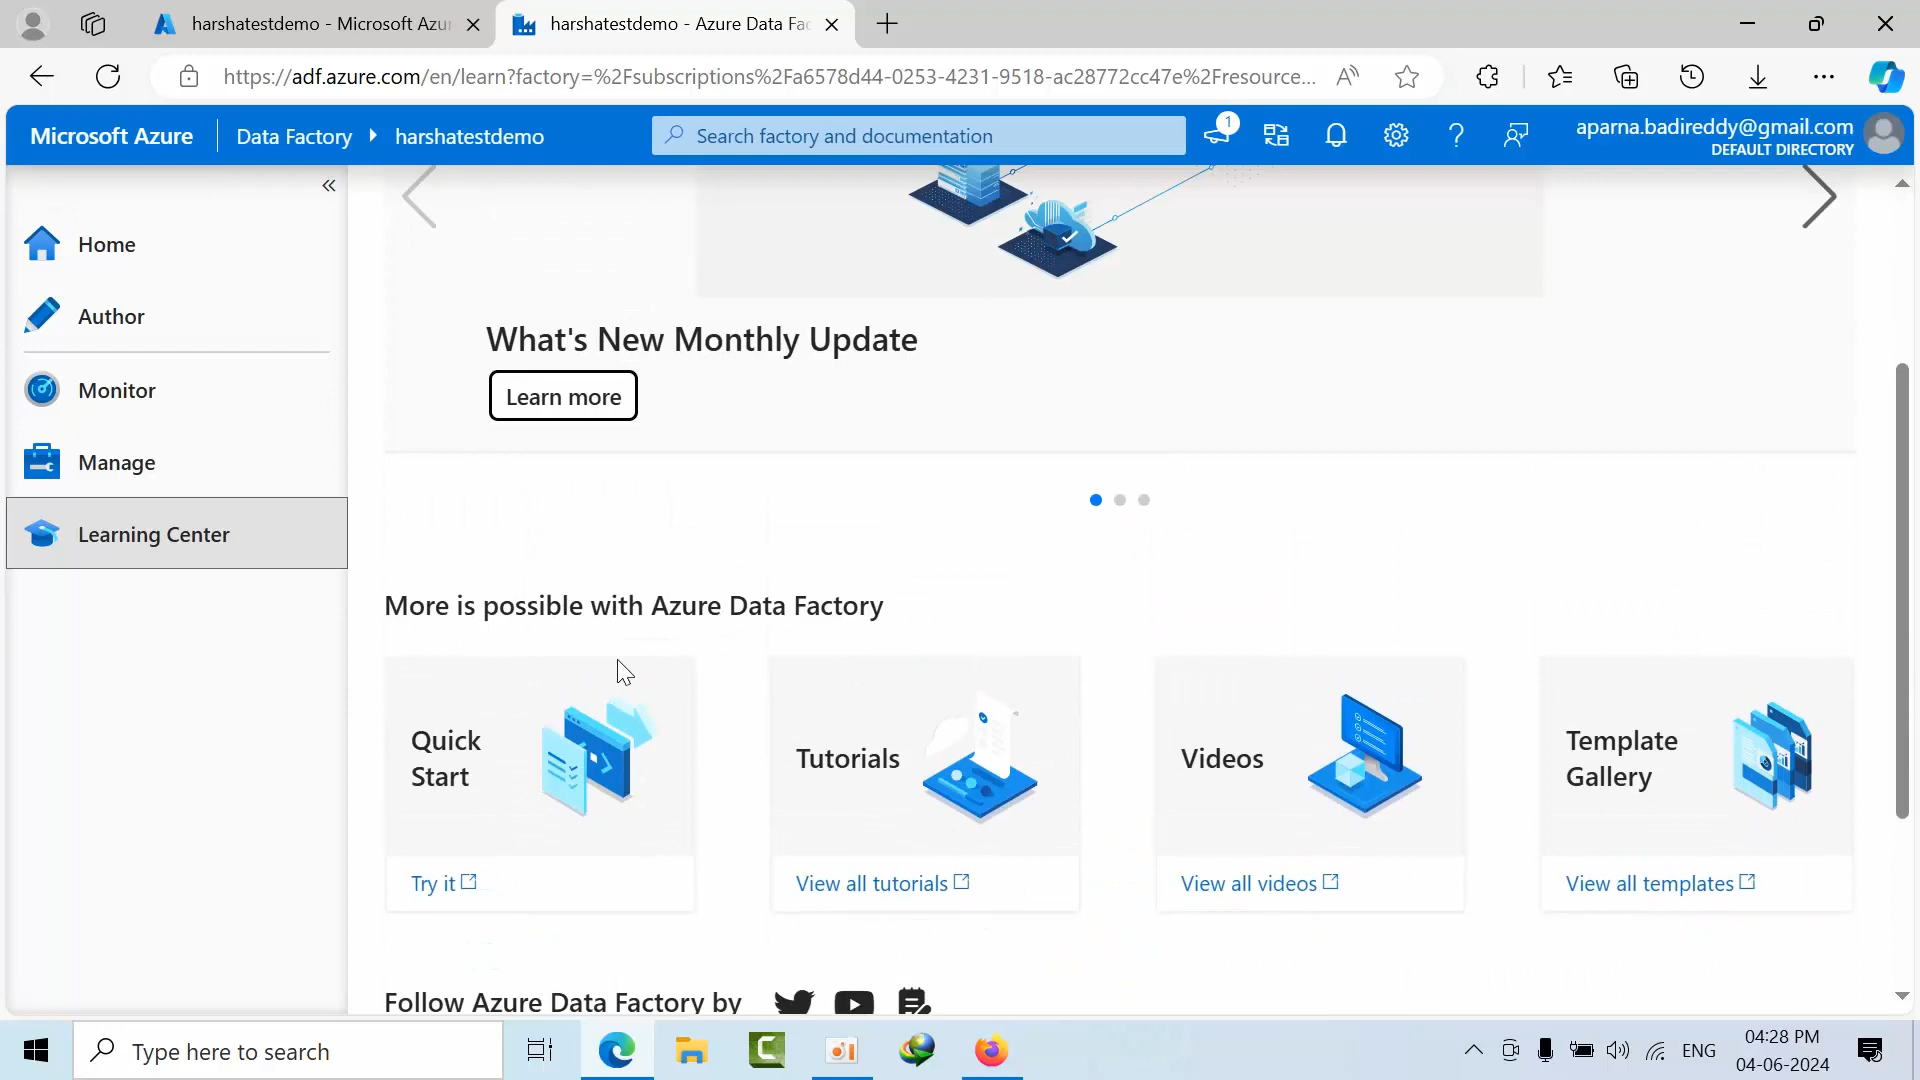 harshatestdemo - Microsoft Azu
harshatestdemo - Azure Data Fac
https://adf.azure.com/en/learn?factory=%2Fsubscriptions%2Fa6578d44-0253-4231-9518-ac28772cc47e%2Fresource...
Microsoft Azure
Data Factory
harshatestdemo
Search factory and documentation
1
aparna.badireddy@gmail.com
DEFAULT DIRECTORY
Home
Author
Monitor
Manage
Learning Center
What's New Monthly Update
Learn more
More is possible with Azure Data Factory
Quick
Start
Try it
Tutorials
View all tutorials
Videos
View all videos
Template
Gallery
View all templates
Follow Azure Data Factory by
Type here to search
ENG
04:28 PM
04-06-2024